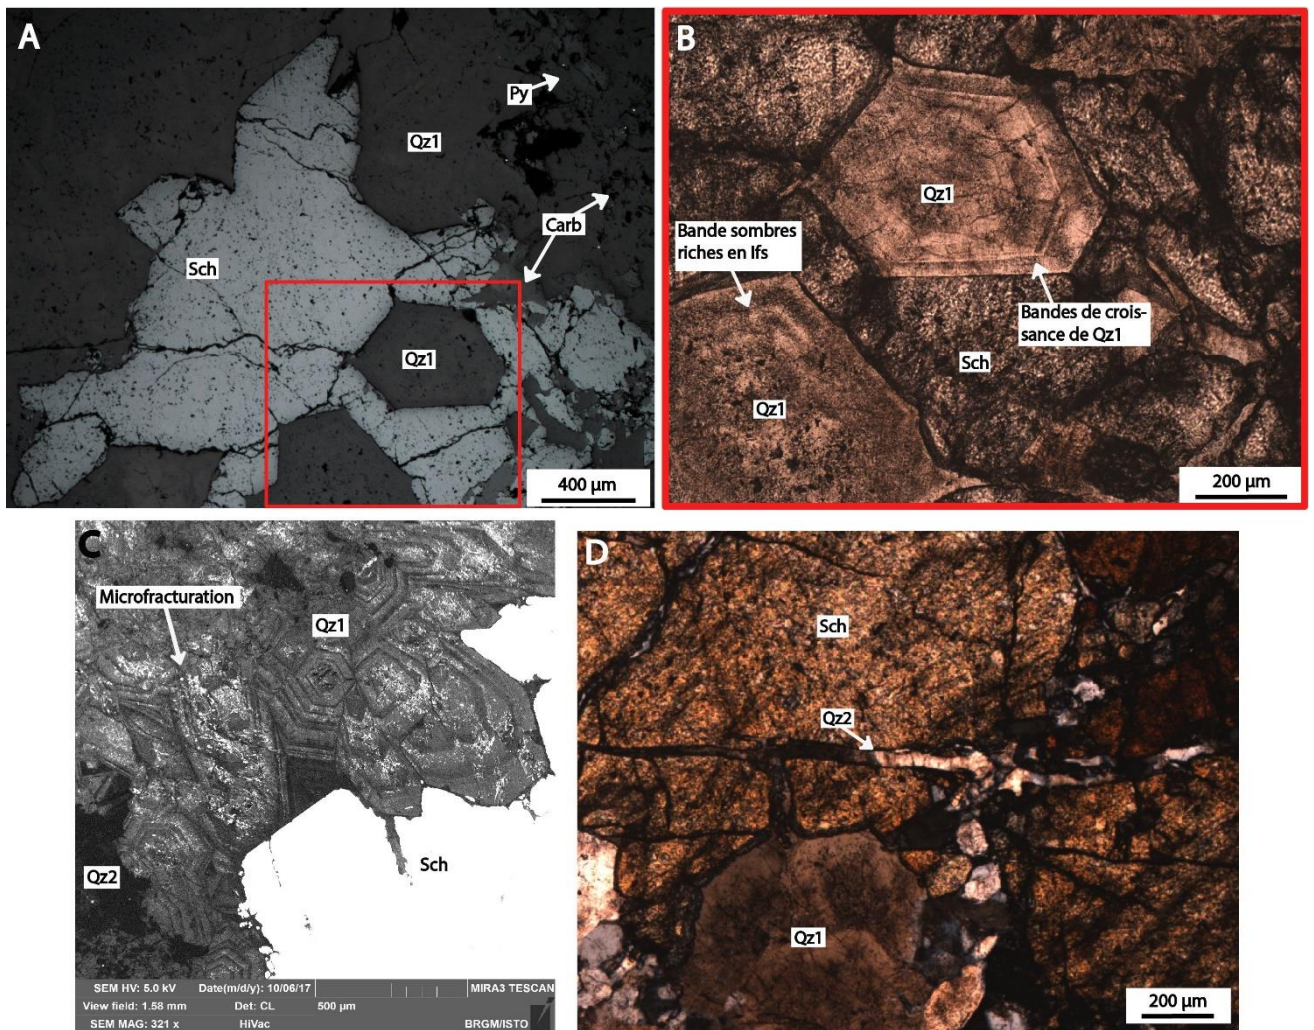 A
Py
Qz1
Carb
Sch
Qz1
400 µm
B
Qz1
Bande sombres
riches en Ifs
Bandes de crois-
sance de Qz1
Sch
Qz1
200 µm
C
Microfracturation
Qz1
Qz2
Sch
SEM HV: 5.0 kV Date(m/d/y): 10/06/17 MIRA3 TESCAN
View field: 1.58 mm Det: CL 500 µm
SEM MAG: 321 x HiVac BRGM/ISTO
D
Sch
Qz2
Qz1
200 µm